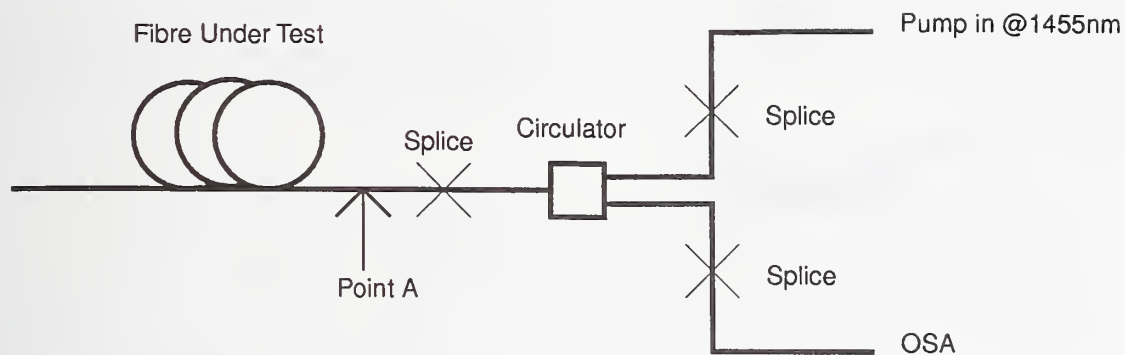 Fibre Under Test
Pump in @1455nm
Splice
Circulator
Splice
Point A
Splice
OSA